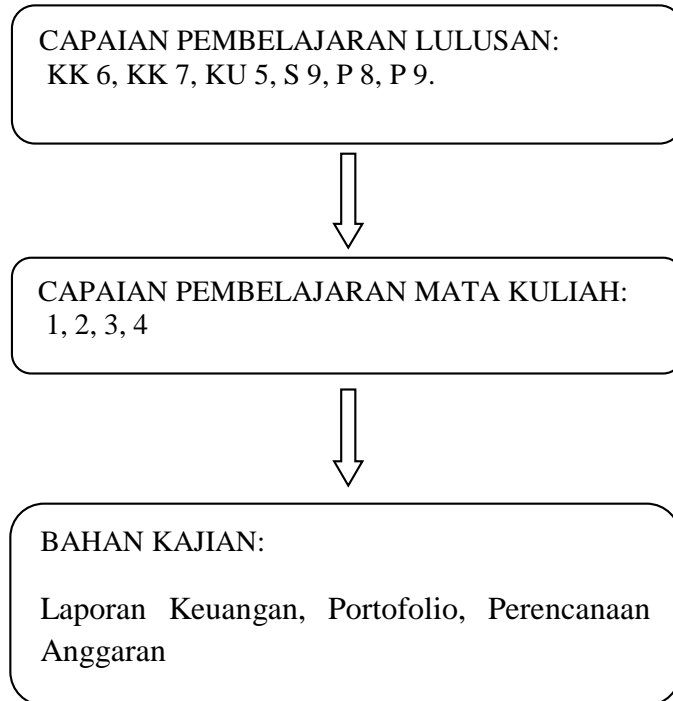 CAPAIAN PEMBELAJARAN LULUSAN:
KK 6, KK 7, KU 5, S 9, P 8, P 9.
CAPAIAN PEMBELAJARAN MATA KULIAH:
1, 2, 3, 4
BAHAN KAJIAN:
Laporan Keuangan, Portofolio, Perencanaan
Anggaran